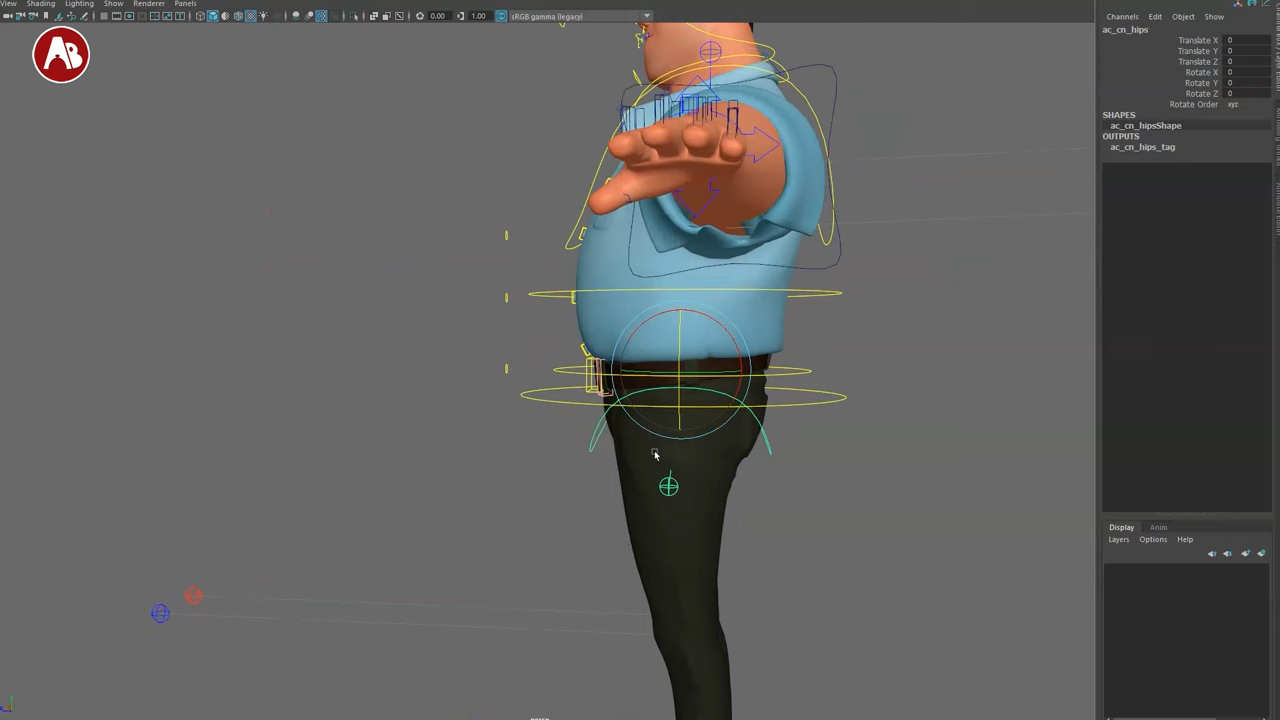 View Shading Lighting Show Renderer Panels
0.00 1.00 sRGB gamma (legacy)
AB
Channels Edit Object Show
ac_cn_hips
Translate X 0
Translate Y 0
Translate Z 0
Rotate X 0
Rotate Y 0
Rotate Z 0
Rotate Order xyz
SHAPES
ac_cn_hipsShape
OUTPUTS
ac_cn_hips_tag
Display Anim
Layers Options Help